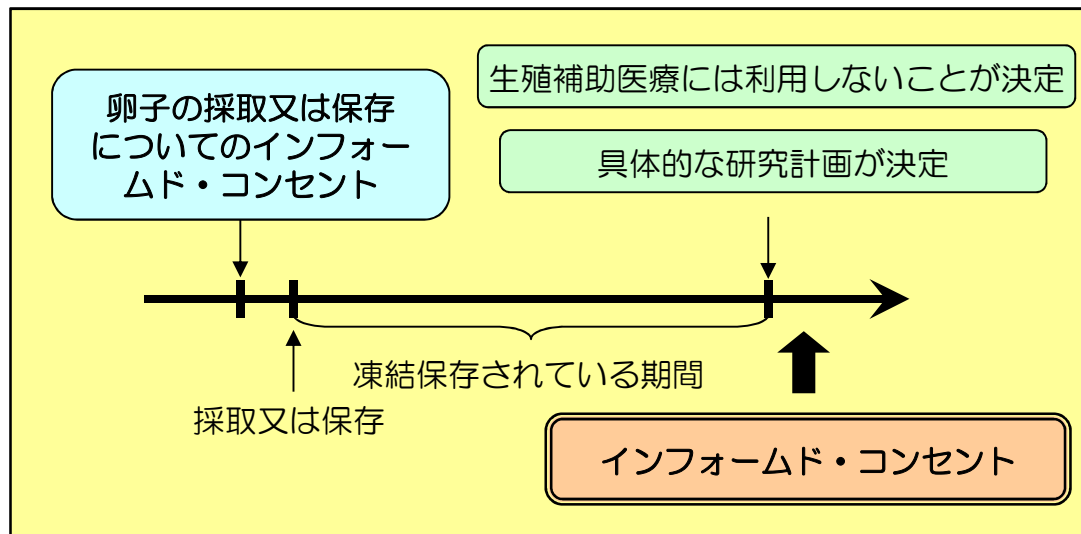 卵子の採取又は保存
についてのインフォー
ムド・コンセント
生殖補助医療には利用しないことが決定
具体的な研究計画が決定
凍結保存されている期間
採取又は保存
インフォームド・コンセント